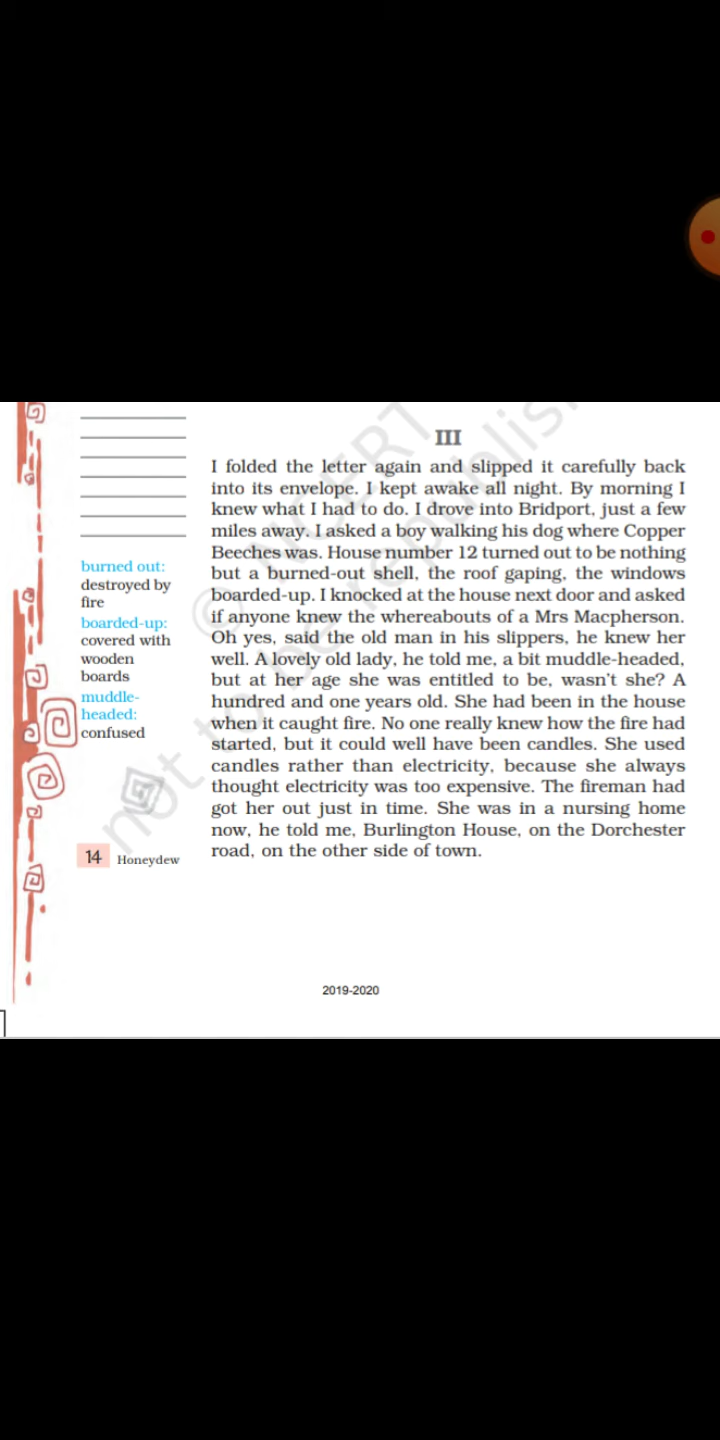 III
I folded the letter again and slipped it carefully back
into its envelope. I kept awake all night. By morning I
knew what I had to do. I drove into Bridport, just a few
miles away. I asked a boy walking his dog where Copper
Beeches was. House number 12 turned out to be nothing
but a burned-out shell, the roof gaping, the windows
boarded-up. I knocked at the house next door and asked
if anyone knew the whereabouts of a Mrs Macpherson.
Oh yes, said the old man in his slippers, he knew her
well. A lovely old lady, he told me, a bit muddle-headed,
but at her age she was entitled to be, wasn't she? A
hundred and one years old. She had been in the house
when it caught fire. No one really knew how the fire had
started, but it could well have been candles. She used
candles rather than electricity, because she always
thought electricity was too expensive. The fireman had
got her out just in time. She was in a nursing home
now, he told me, Burlington House, on the Dorchester
road, on the other side of town.
burned out:
destroyed by
fire
boarded-up:
covered with
wooden
boards
muddle-
headed:
confused
14 Honeydew
2019-2020
© NCERT
not to be republish